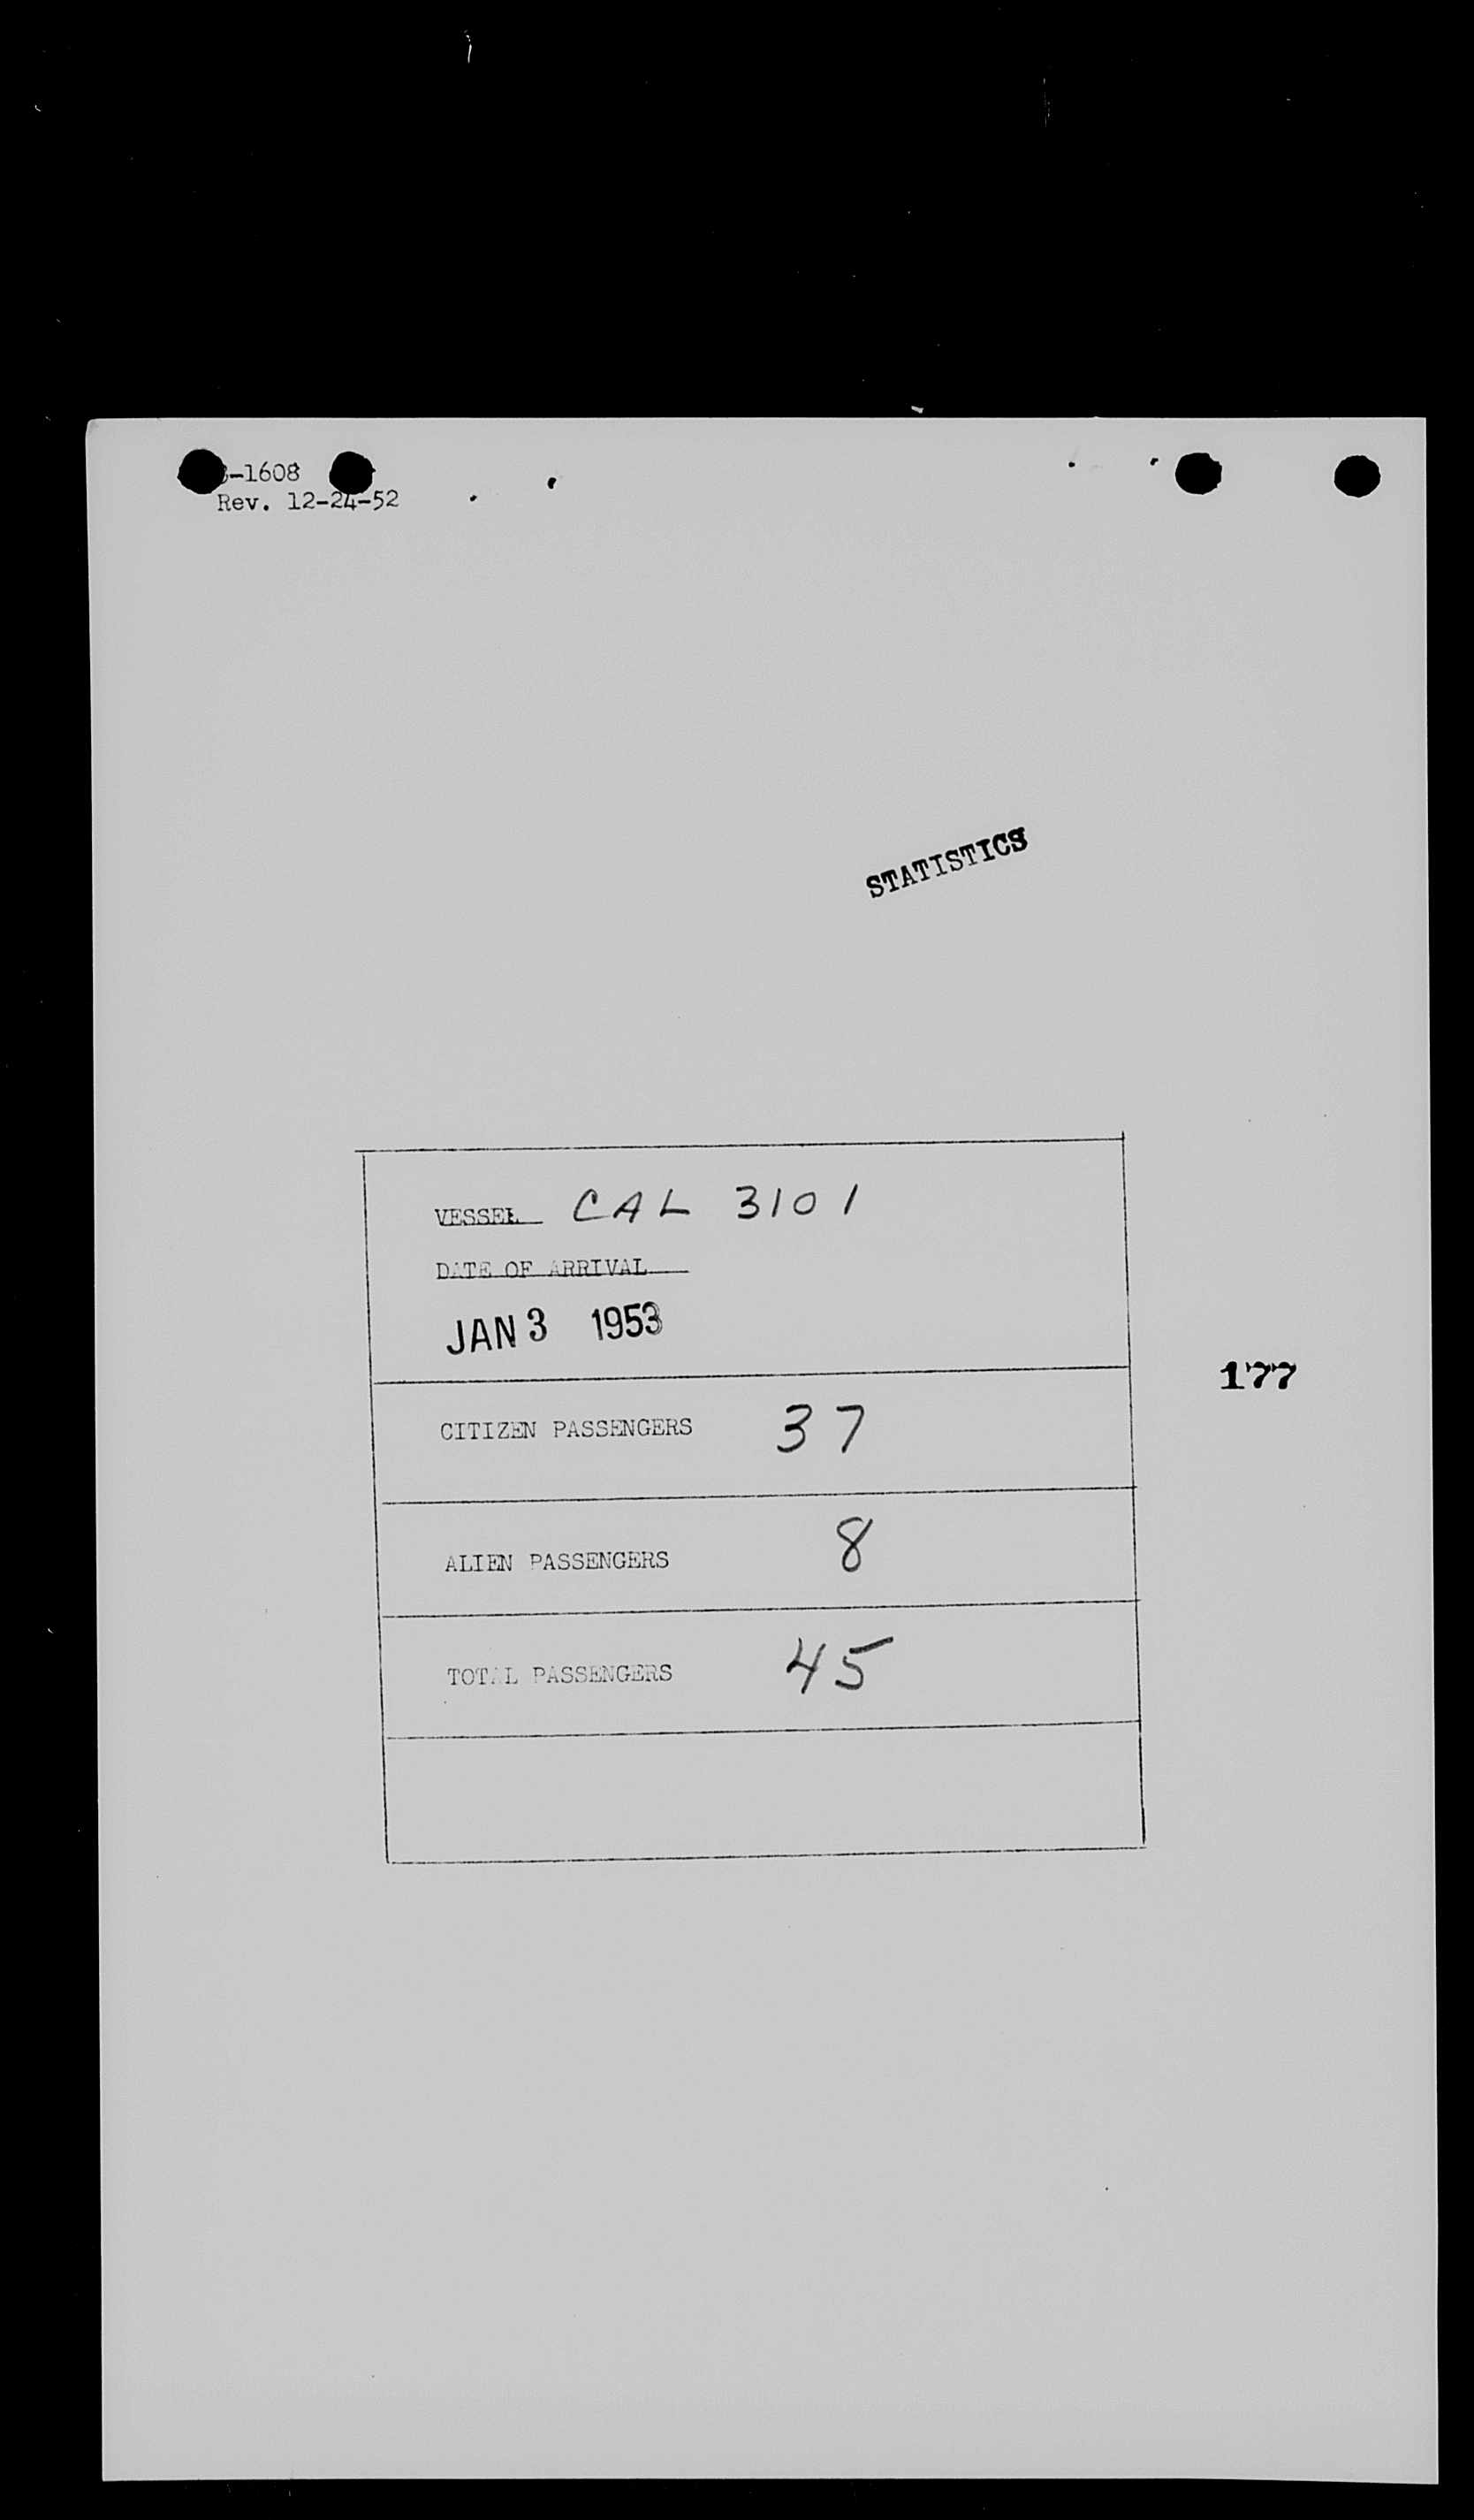 -1608
Rev. 12-24-52
STATISTICS
VESSEL CAL 3101
DATE OF ARRIVAL
JAN 3 1953
177
CITIZEN PASSENGERS 37
ALIEN PASSENGERS 8
TOTAL PASSENGERS 45